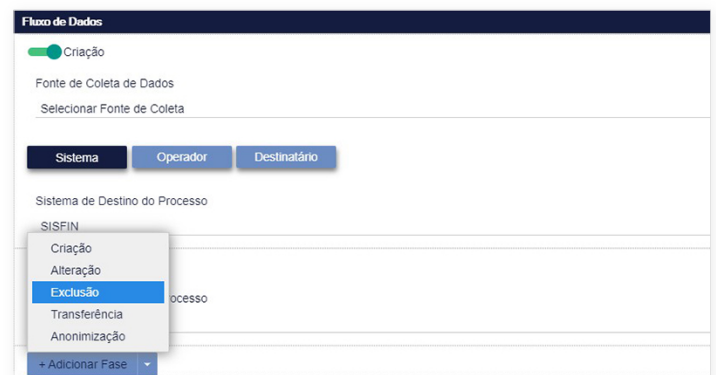 Fluxo de Dados
Criação
Fonte de Coleta de Dados
Selecionar Fonte de Coleta
Sistema Operador Destinatário
Sistema de Destino do Processo
SISFIN
Criação
Alteração
Exclusão
Transferência
Anonimização
+ Adicionar Fase